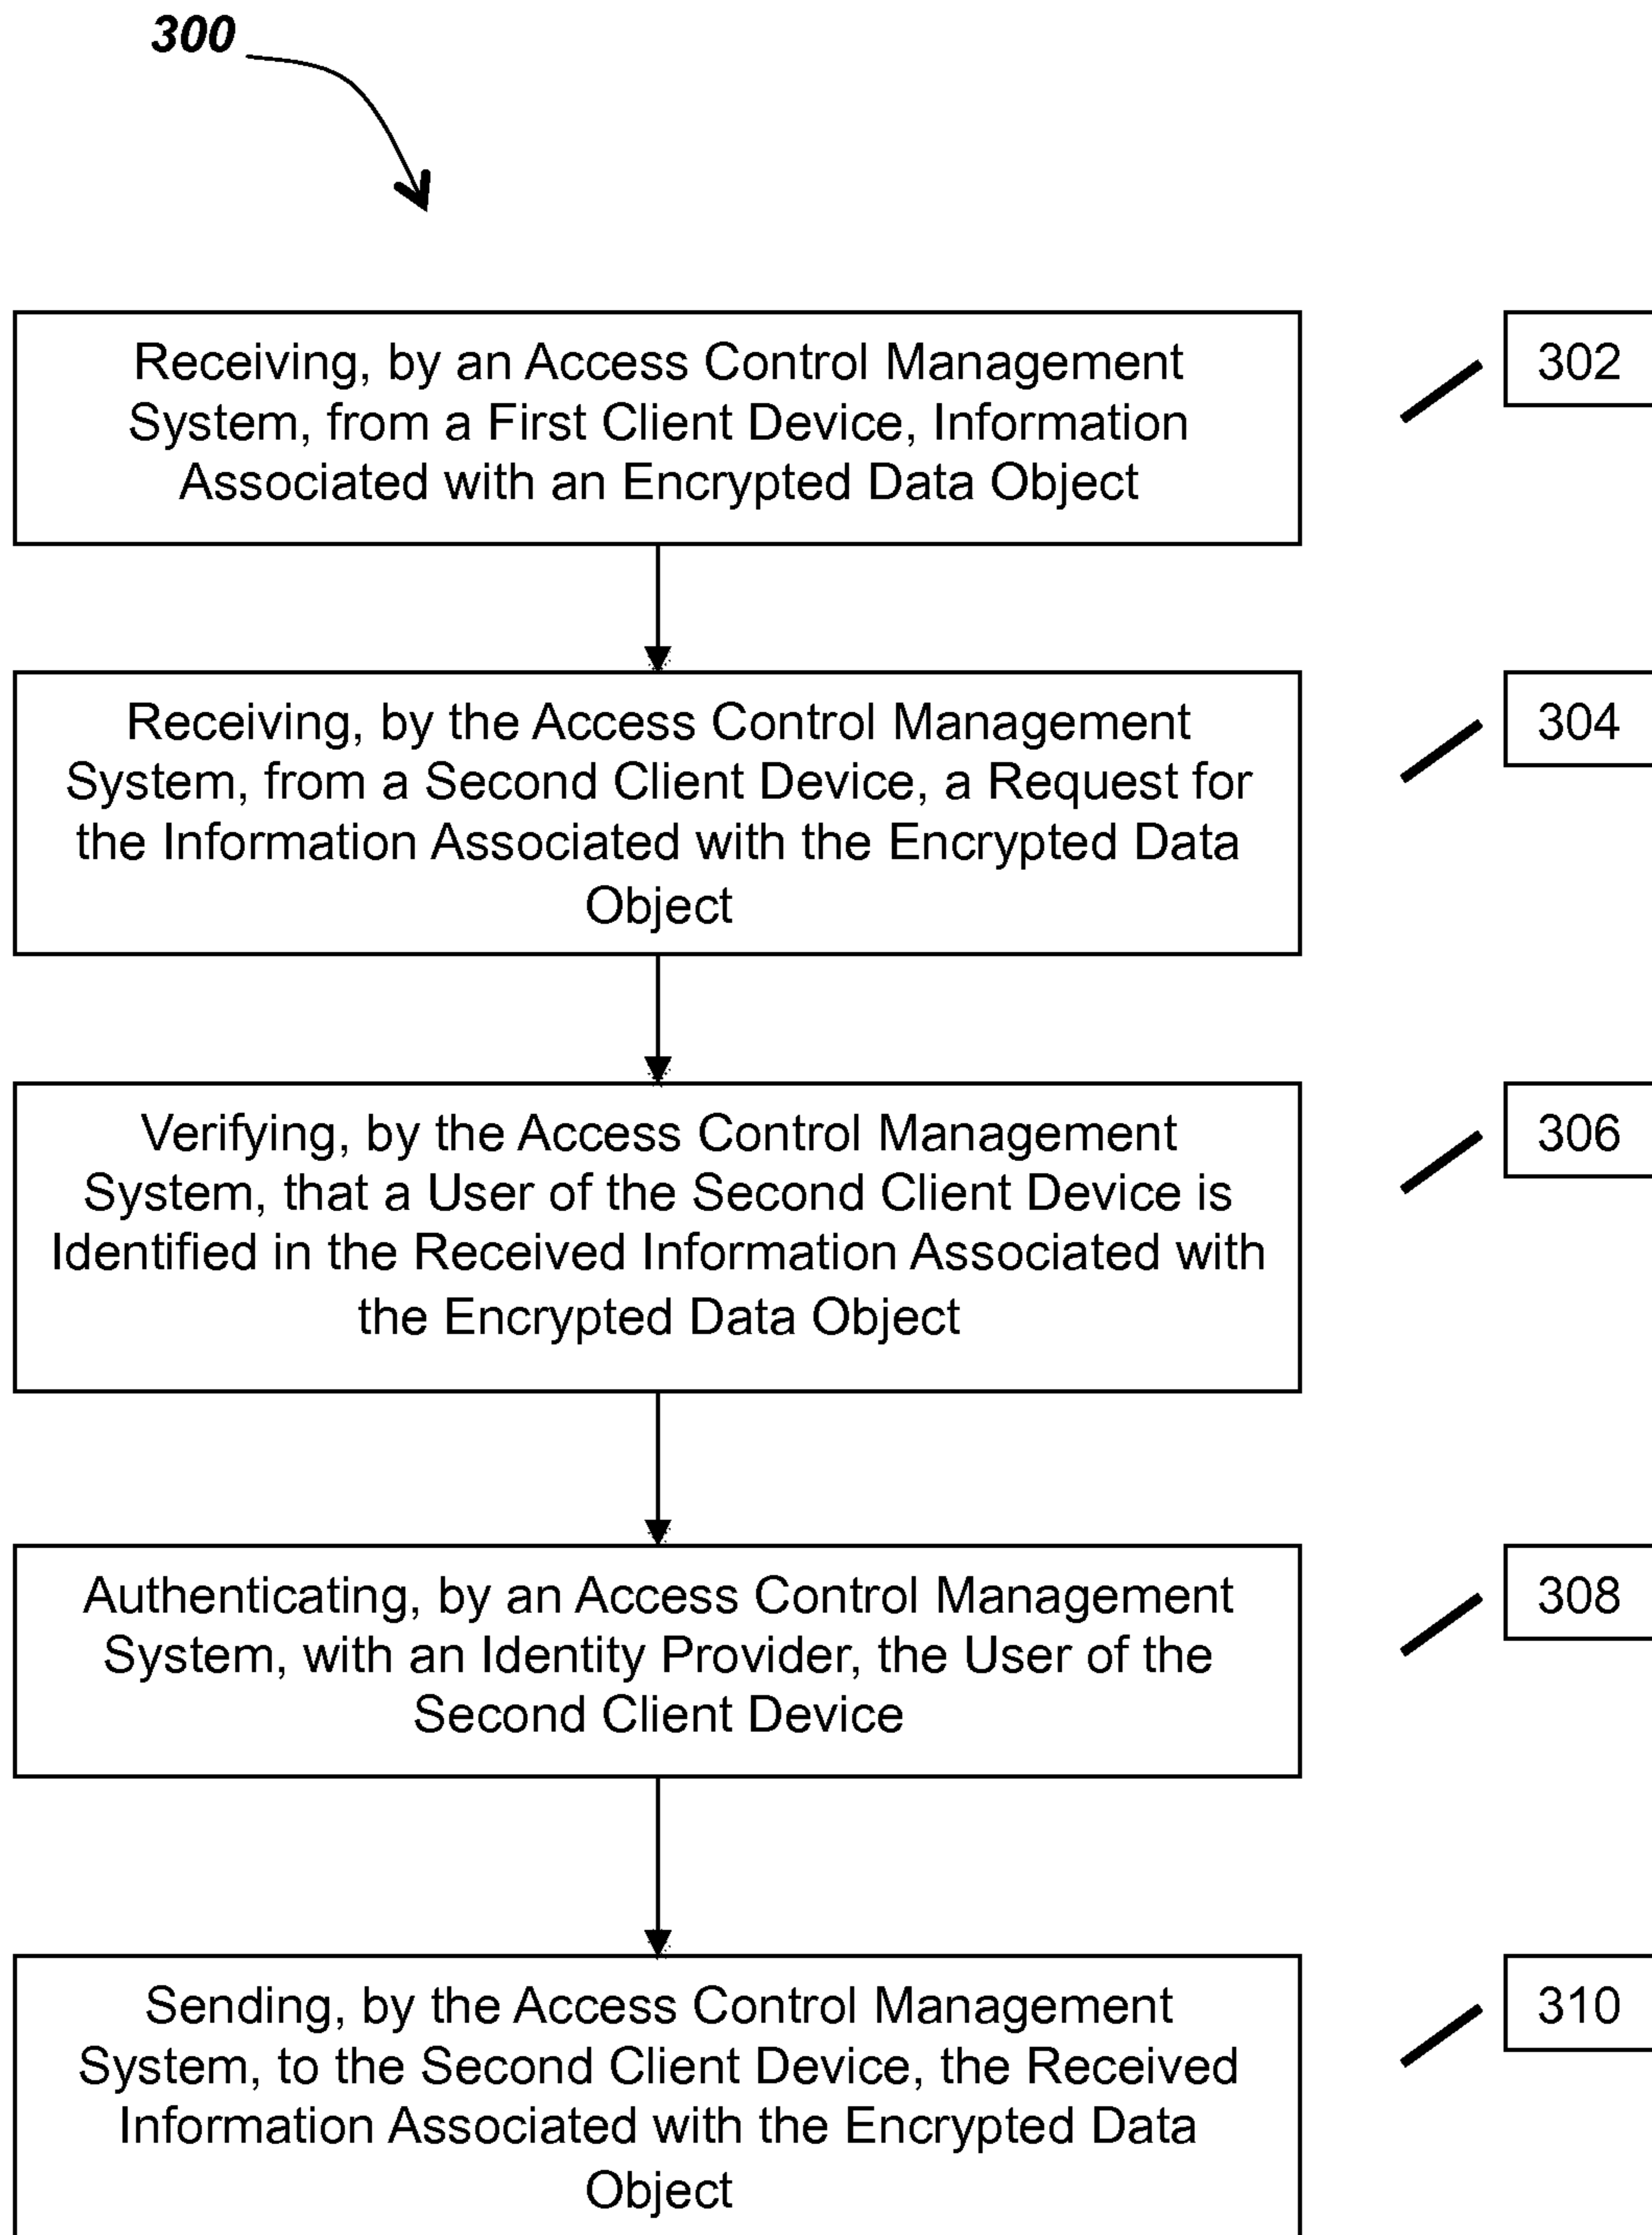 300
Receiving, by an Access Control Management
System, from a First Client Device, Information
Associated with an Encrypted Data Object
302
Receiving, by the Access Control Management
System, from a Second Client Device, a Request for
the Information Associated with the Encrypted Data
Object
304
Verifying, by the Access Control Management
System, that a User of the Second Client Device is
Identified in the Received Information Associated with
the Encrypted Data Object
306
Authenticating, by an Access Control Management
System, with an Identity Provider, the User of the
Second Client Device
308
Sending, by the Access Control Management
System, to the Second Client Device, the Received
Information Associated with the Encrypted Data
Object
310